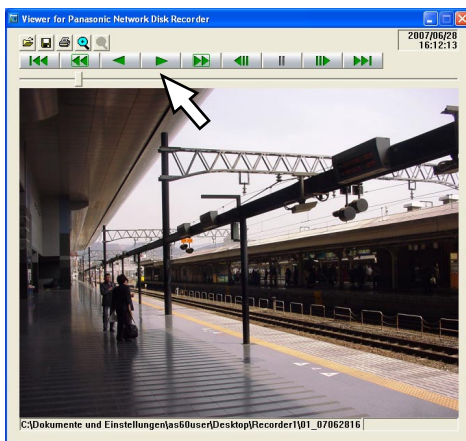 Viewer for Panasonic Network Disk Recorder
2007/06/28
16:12:13
C:\Dokumente und Einstellungen\as60user\Desktop\Recorder1\01_07062816